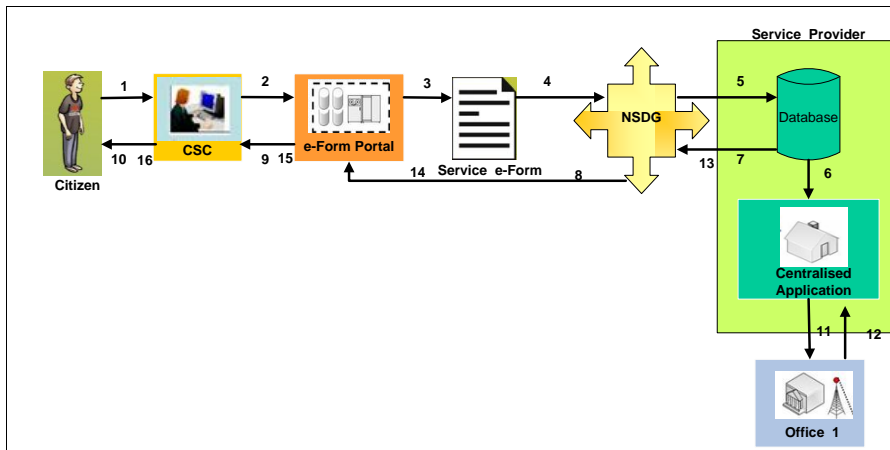 Service Provider
1
2
3
4
5
NSDG
Database
10
16
CSC
9
15
e-Form Portal
Service e-Form
14
8
13
7
6
Citizen
Centralised
Application
11
12
Office 1